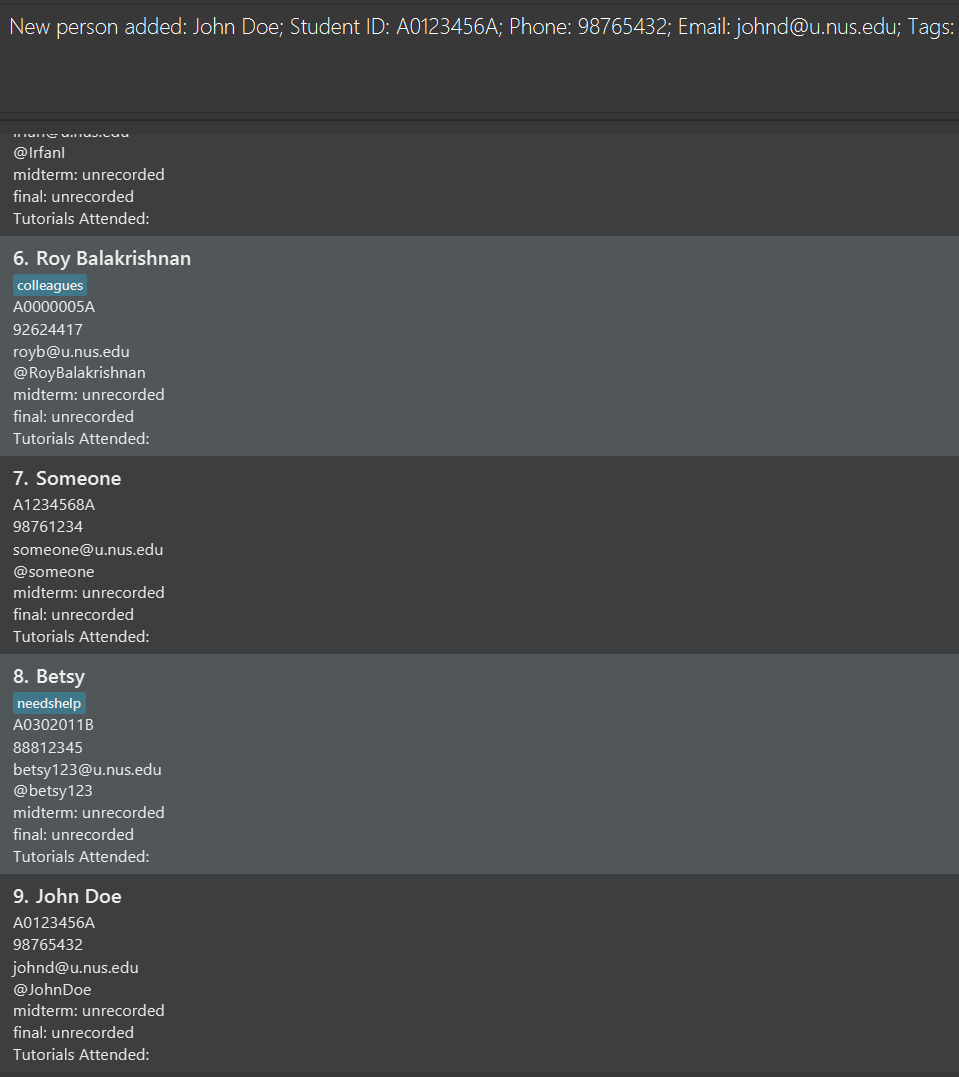 New person added: John Doe; Student ID: A0123456A; Phone: 98765432; Email: johnd@u.nus.edu; Tags:
irfan@u.nus.edu
@IrfanI
midterm: unrecorded
final: unrecorded
Tutorials Attended:
6. Roy Balakrishnan
colleagues
A0000005A
92624417
royb@u.nus.edu
@RoyBalakrishnan
midterm: unrecorded
final: unrecorded
Tutorials Attended:
7. Someone
A1234568A
98761234
someone@u.nus.edu
@someone
midterm: unrecorded
final: unrecorded
Tutorials Attended:
8. Betsy
needshelp
A0302011B
88812345
betsy123@u.nus.edu
@betsy123
midterm: unrecorded
final: unrecorded
Tutorials Attended:
9. John Doe
A0123456A
98765432
johnd@u.nus.edu
@JohnDoe
midterm: unrecorded
final: unrecorded
Tutorials Attended: